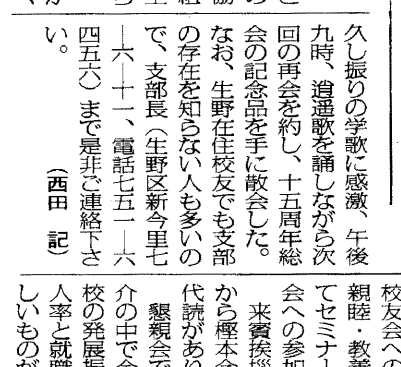 久し振りの学歌に感激、午後
九時、逍遥歌を誦しながら次
回の再会を約し、十五周年総
会の記念品を手に散会した。
なお、生野在住校友でも支部
の存在を知らない人も多いの
で、支部長（生野区新今里七
―六―十一、電話七五一―六
四五六）まで是非ご連絡下さ
い。　（西田　記）
校友会への
親睦・教
てセミナー
会への参加
来賓挨拶
から樫本会
代読があり
懇親会で
介の中で
校の発展振
人率と就職
しいものが